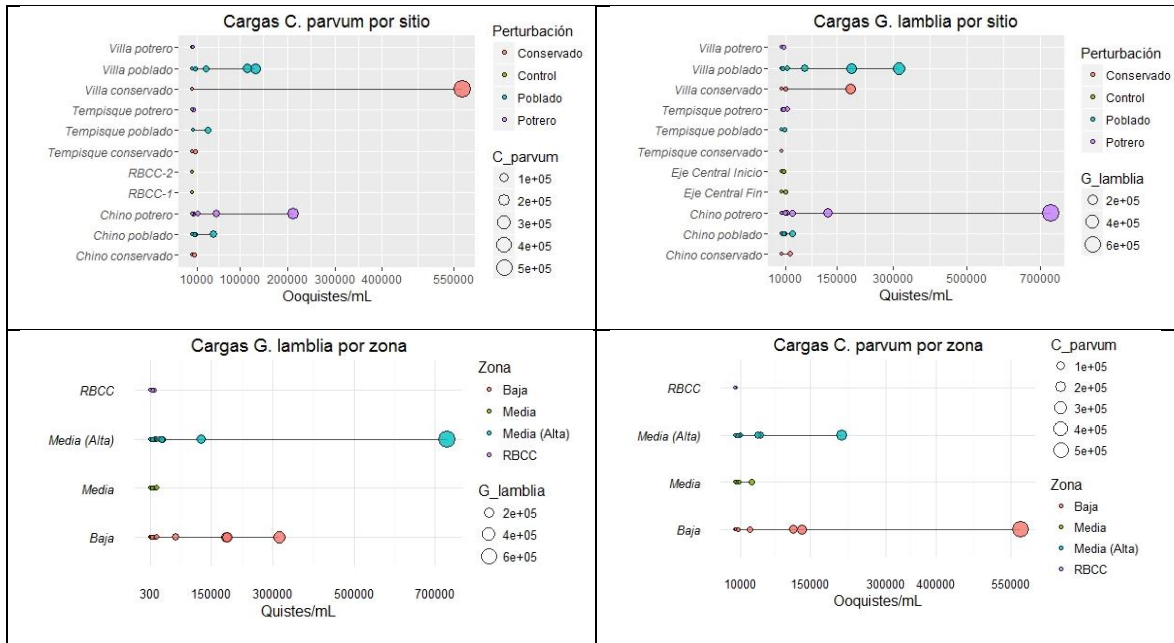 Cargas C. parvum por sitio
Villa potrero
Villa poblado
Villa conservado
Tempisque potrero
Tempisque poblado
Tempisque conservado
RBCC-2
RBCC-1
Chino potrero
Chino poblado
Chino conservado
10000 100000 200000 300000 400000 550000
Ooquistes/mL
Perturbación
Conservado
Control
Poblado
Potrero
C_parvum
1e+05
2e+05
3e+05
4e+05
5e+05
Cargas G. lamblia por sitio
Villa potrero
Villa poblado
Villa conservado
Tempisque potrero
Tempisque poblado
Tempisque conservado
Eje Central Inicio
Eje Central Fin
Chino potrero
Chino poblado
Chino conservado
10000 150000 300000 400000 500000 700000
Quistes/mL
Perturbación
Conservado
Control
Poblado
Potrero
G_lamblia
2e+05
4e+05
6e+05
Cargas G. lamblia por zona
RBCC
Media (Alta)
Media
Baja
300 150000 300000 500000 700000
Quistes/mL
Zona
Baja
Media
Media (Alta)
RBCC
G_lamblia
2e+05
4e+05
6e+05
Cargas C. parvum por zona
RBCC
Media (Alta)
Media
Baja
10000 150000 300000 400000 550000
Ooquistes/mL
C_parvum
1e+05
2e+05
3e+05
4e+05
5e+05
Zona
Baja
Media
Media (Alta)
RBCC